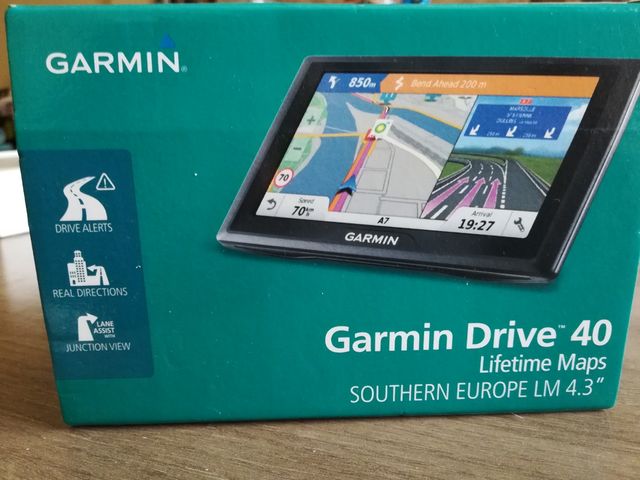 GARMIN®
850m
Bend Ahead 200 m
MARSEILLE
70
Speed
70
A7
Arrival
19:27
GARMIN
DRIVE ALERTS
REAL DIRECTIONS
LANE
ASSIST
WITH
JUNCTION VIEW
Garmin Drive™ 40
Lifetime Maps
SOUTHERN EUROPE LM 4.3"